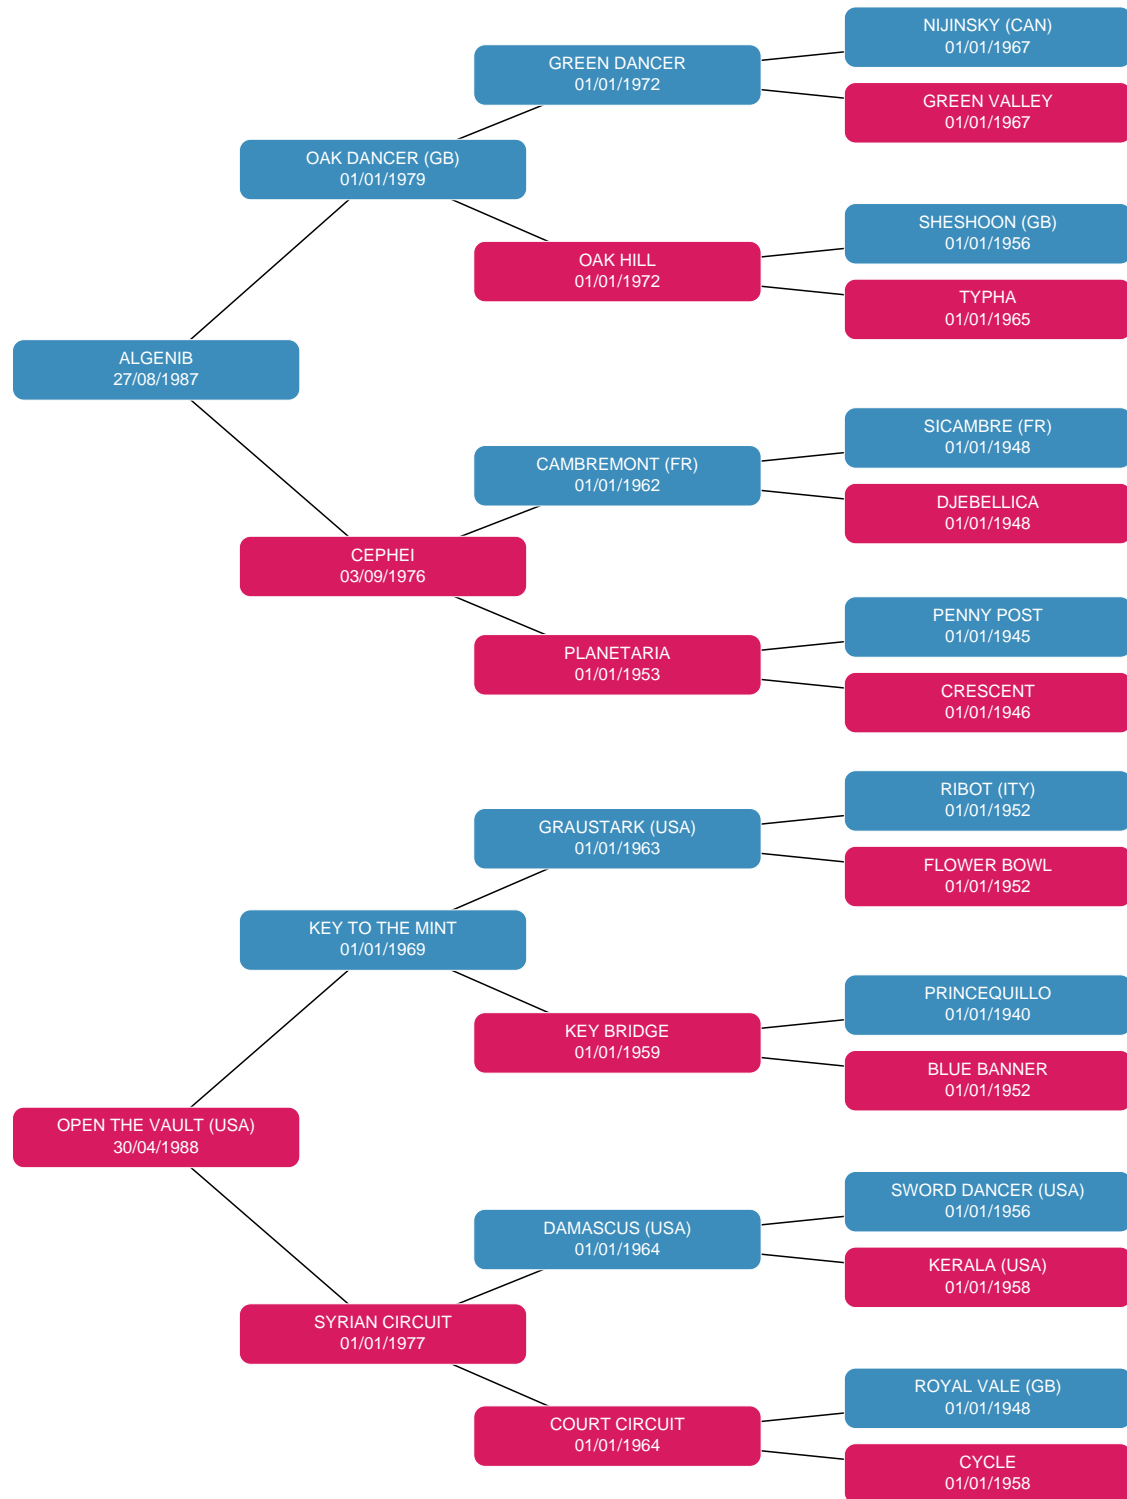 NIJINSKY (CAN)
01/01/1967
GREEN DANCER
01/01/1972
GREEN VALLEY
01/01/1967
OAK DANCER (GB)
01/01/1979
SHESHOON (GB)
01/01/1956
OAK HILL
01/01/1972
TYPHA
01/01/1965
ALGENIB
27/08/1987
SICAMBRE (FR)
01/01/1948
CAMBREMONT (FR)
01/01/1962
DJEBELLICA
01/01/1948
CEPHEI
03/09/1976
PENNY POST
01/01/1945
PLANETARIA
01/01/1953
CRESCENT
01/01/1946
RIBOT (ITY)
01/01/1952
GRAUSTARK (USA)
01/01/1963
FLOWER BOWL
01/01/1952
KEY TO THE MINT
01/01/1969
PRINCEQUILLO
01/01/1940
KEY BRIDGE
01/01/1959
BLUE BANNER
01/01/1952
OPEN THE VAULT (USA)
30/04/1988
SWORD DANCER (USA)
01/01/1956
DAMASCUS (USA)
01/01/1964
KERALA (USA)
01/01/1958
SYRIAN CIRCUIT
01/01/1977
ROYAL VALE (GB)
01/01/1948
COURT CIRCUIT
01/01/1964
CYCLE
01/01/1958